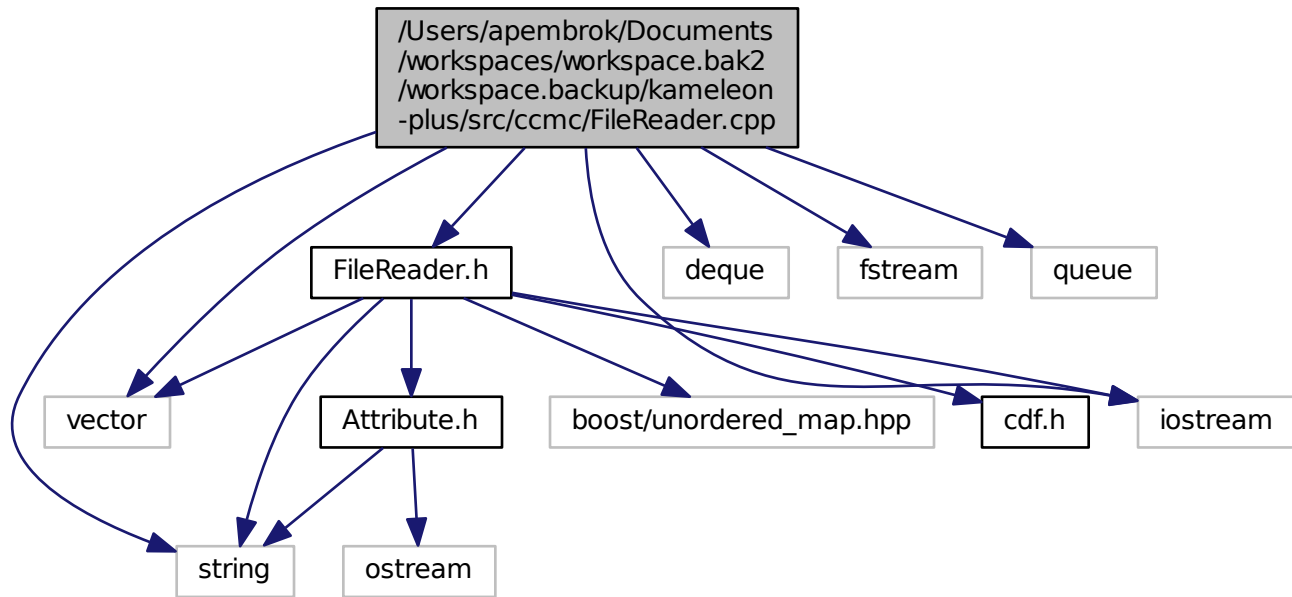 /Users/apembrok/Documents
/workspaces/workspace.bak2
/workspace.backup/kameleon
-plus/src/ccmc/FileReader.cpp
FileReader.h
deque
fstream
queue
vector
Attribute.h
boost/unordered_map.hpp
cdf.h
iostream
string
ostream